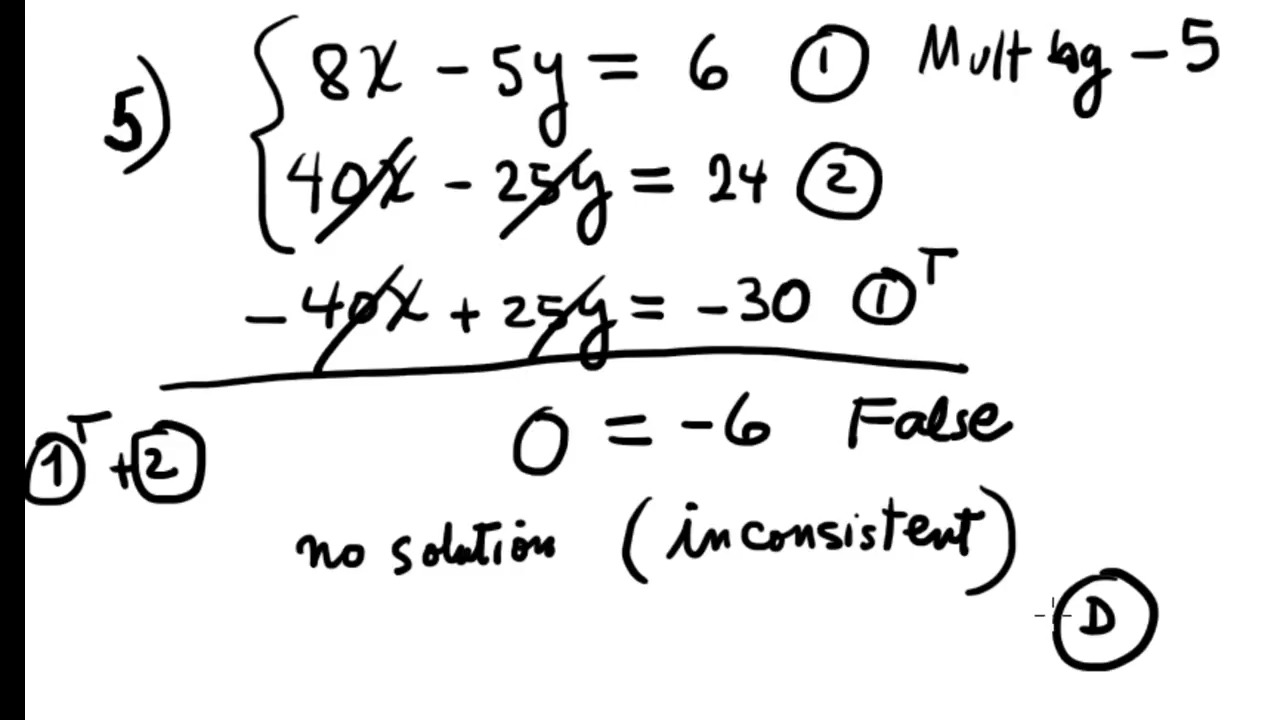 5) { 8x - 5y = 6 ① Mult by -5
40x - 25y = 24 ②
- 40x + 25y = -30 ①ᵀ
①ᵀ + ② 0 = -6 False
no solution (inconsistent)
Ⓓ